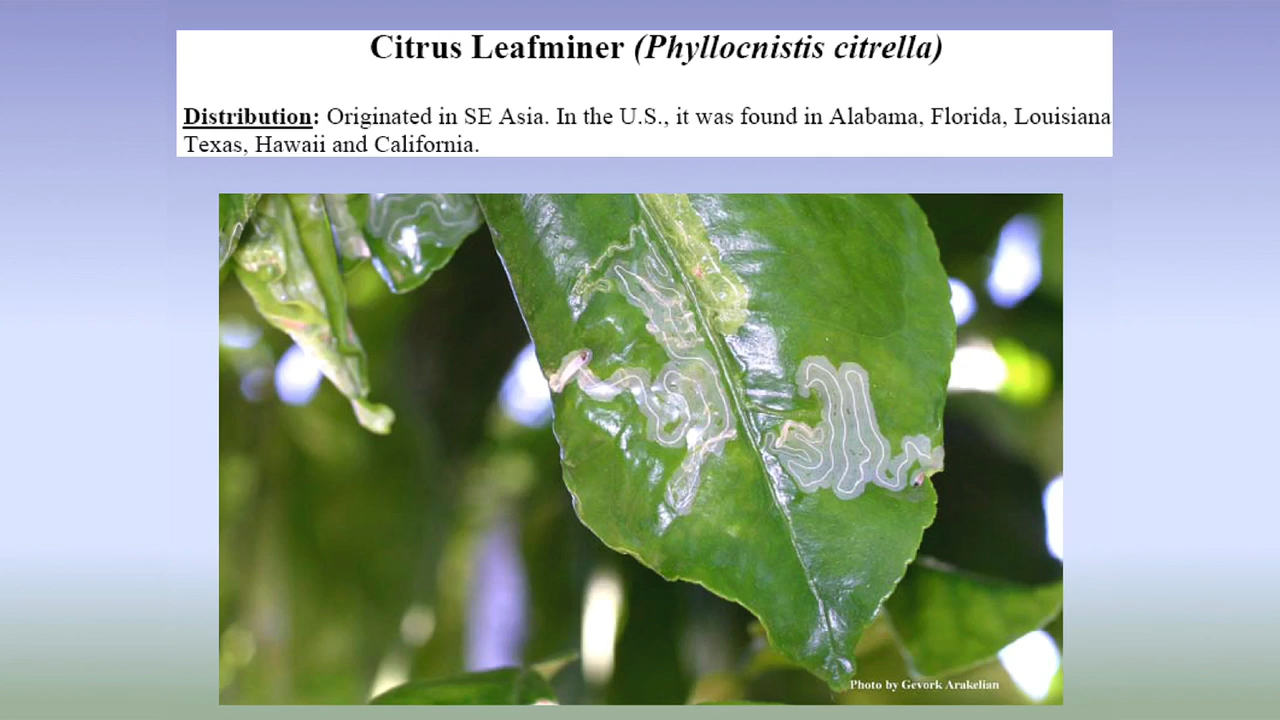 Citrus Leafminer (Phyllocnistis citrella)
Distribution: Originated in SE Asia. In the U.S., it was found in Alabama, Florida, Louisiana
Texas, Hawaii and California.
Photo by Gevork Arakelian